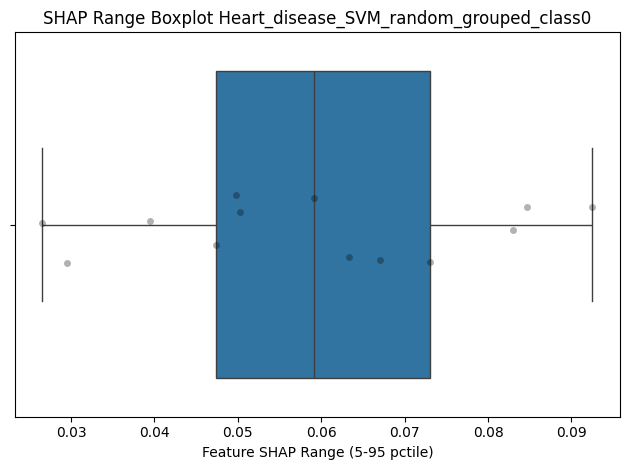 SHAP Range Boxplot Heart_disease_SVM_random_grouped_class0
0.03 0.04 0.05 0.06 0.07 0.08 0.09
Feature SHAP Range (5-95 pctile)